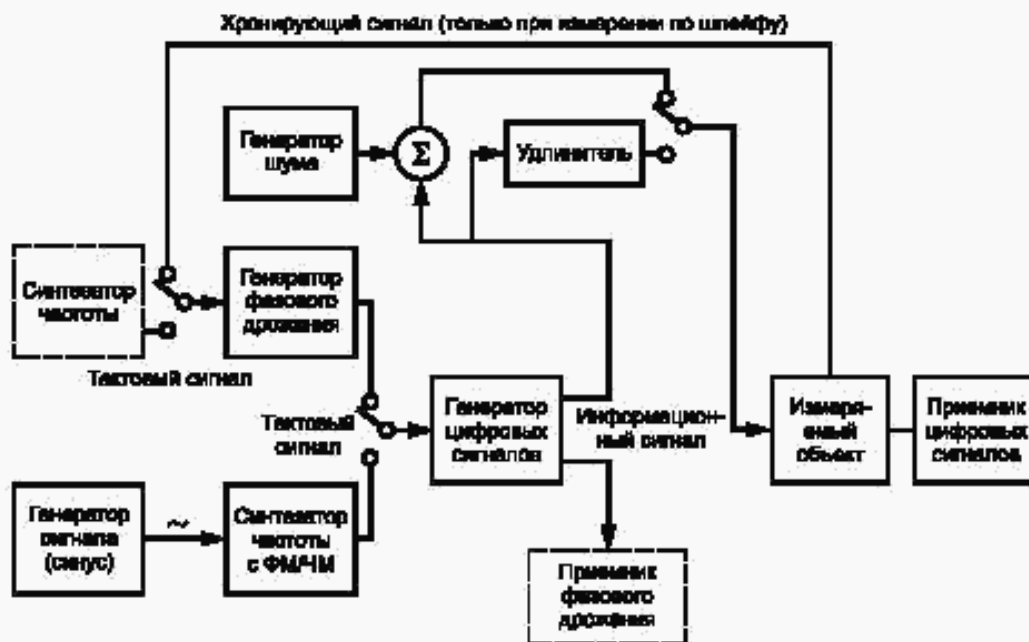 Хронирующий сигнал (только при измерении по шлейфу)
Генератор
шума
Σ
Удлинитель
Синтезатор
частоты
Генератор
фазового
дрожания
Тактовый сигнал
Тактовый
сигнал
Генератор
цифровых
сигналов
Информацион-
ный сигнал
Измеря-
емый
объект
Приемник
цифровых
сигналов
Генератор
сигнала
(синус)
~
Синтезатор
частоты
с ФМ/ЧМ
Приемник
фазового
дрожания